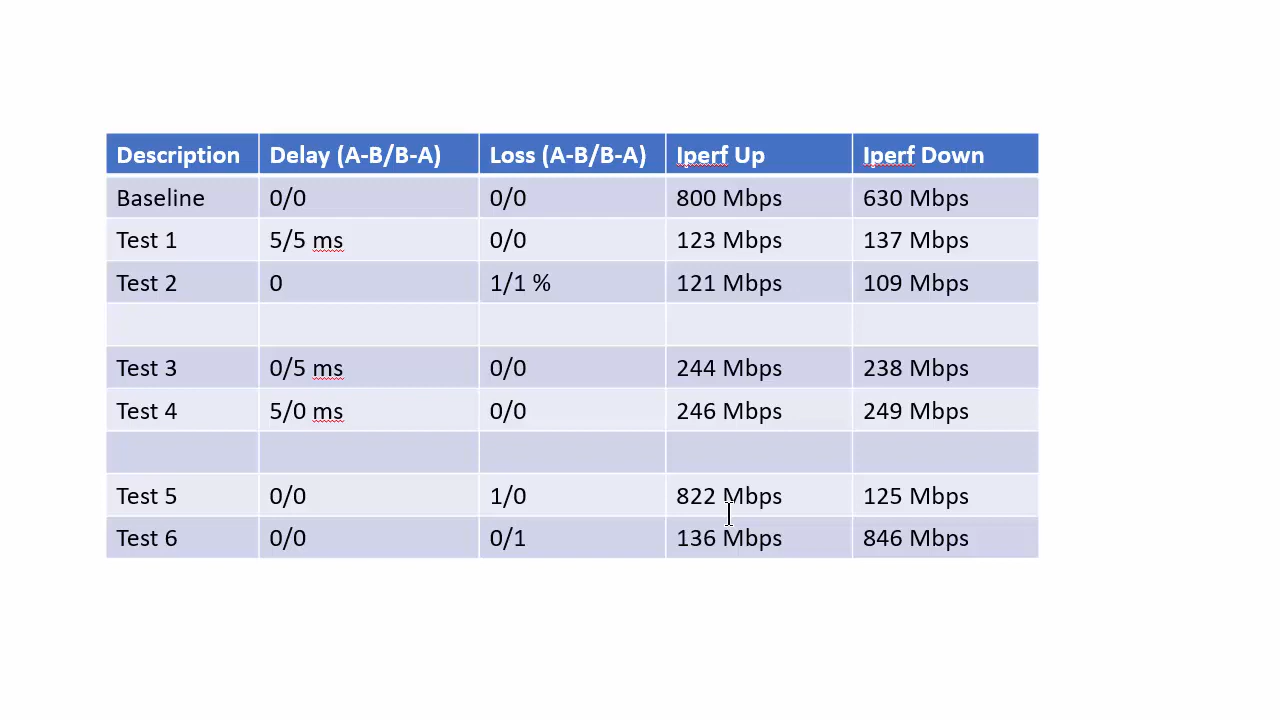 Description Delay (A-B/B-A) Loss (A-B/B-A) Iperf Up Iperf Down
Baseline 0/0 0/0 800 Mbps 630 Mbps
Test 1 5/5 ms 0/0 123 Mbps 137 Mbps
Test 2 0 1/1 % 121 Mbps 109 Mbps
Test 3 0/5 ms 0/0 244 Mbps 238 Mbps
Test 4 5/0 ms 0/0 246 Mbps 249 Mbps
Test 5 0/0 1/0 822 Mbps 125 Mbps
Test 6 0/0 0/1 136 Mbps 846 Mbps